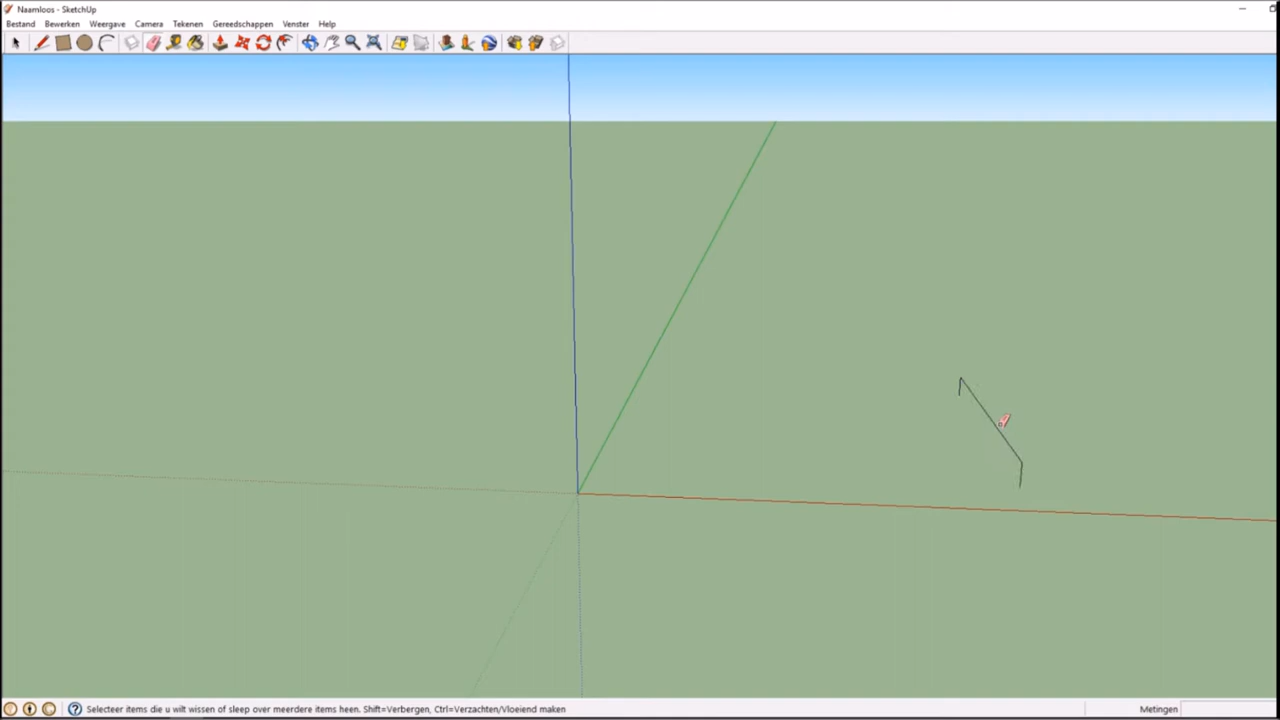 Naamloos - SketchUp
Bestand Bewerken Weergave Camera Tekenen Gereedschappen Venster Help
Selecteer items die u wilt wissen of sleep over meerdere items heen. Shift=Verbergen, Ctrl=Verzachten/Vloeiend maken
Metingen